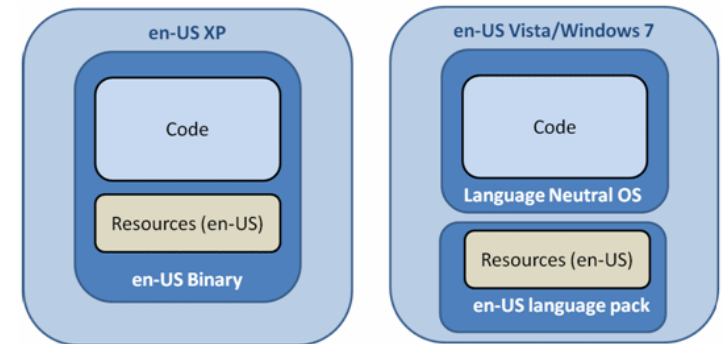 en-US XP
Code
Resources (en-US)
en-US Binary
en-US Vista/Windows 7
Code
Language Neutral OS
Resources (en-US)
en-US language pack